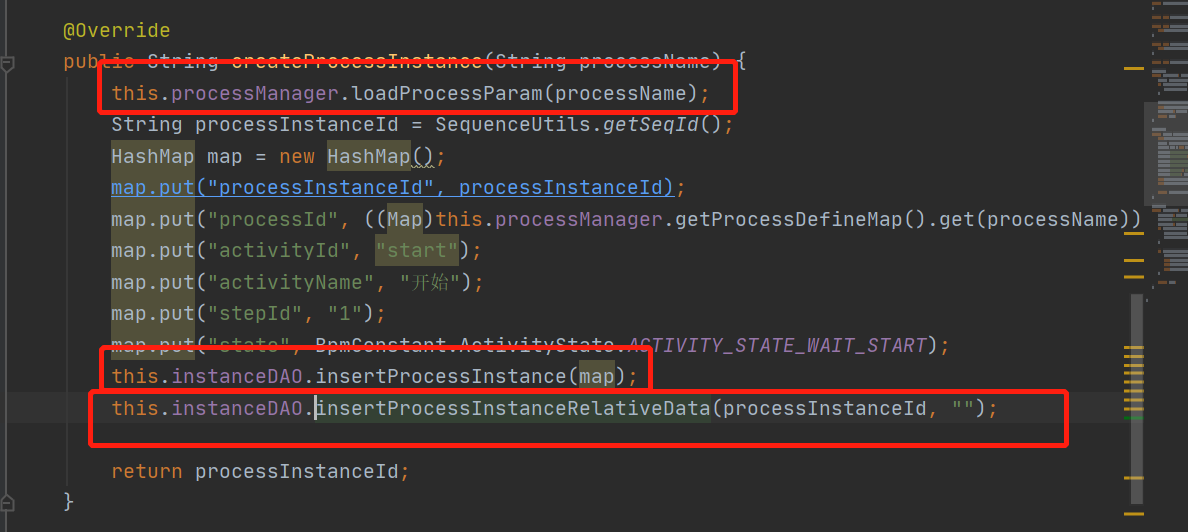 @Override
public String createProcessInstance(String processName) {
this.processManager.loadProcessParam(processName);
String processInstanceId = SequenceUtils.getSeqId();
HashMap map = new HashMap();
map.put("processInstanceId", processInstanceId);
map.put("processId", ((Map)this.processManager.getProcessDefineMap().get(processName))
map.put("activityId", "start");
map.put("activityName", "开始");
map.put("stepId", "1");
map.put("state", BpmConstant.ActivityState.ACTIVITY_STATE_WAIT_START);
this.instanceDAO.insertProcessInstance(map);
this.instanceDAO.insertProcessInstanceRelativeData(processInstanceId, "");
return processInstanceId;
}